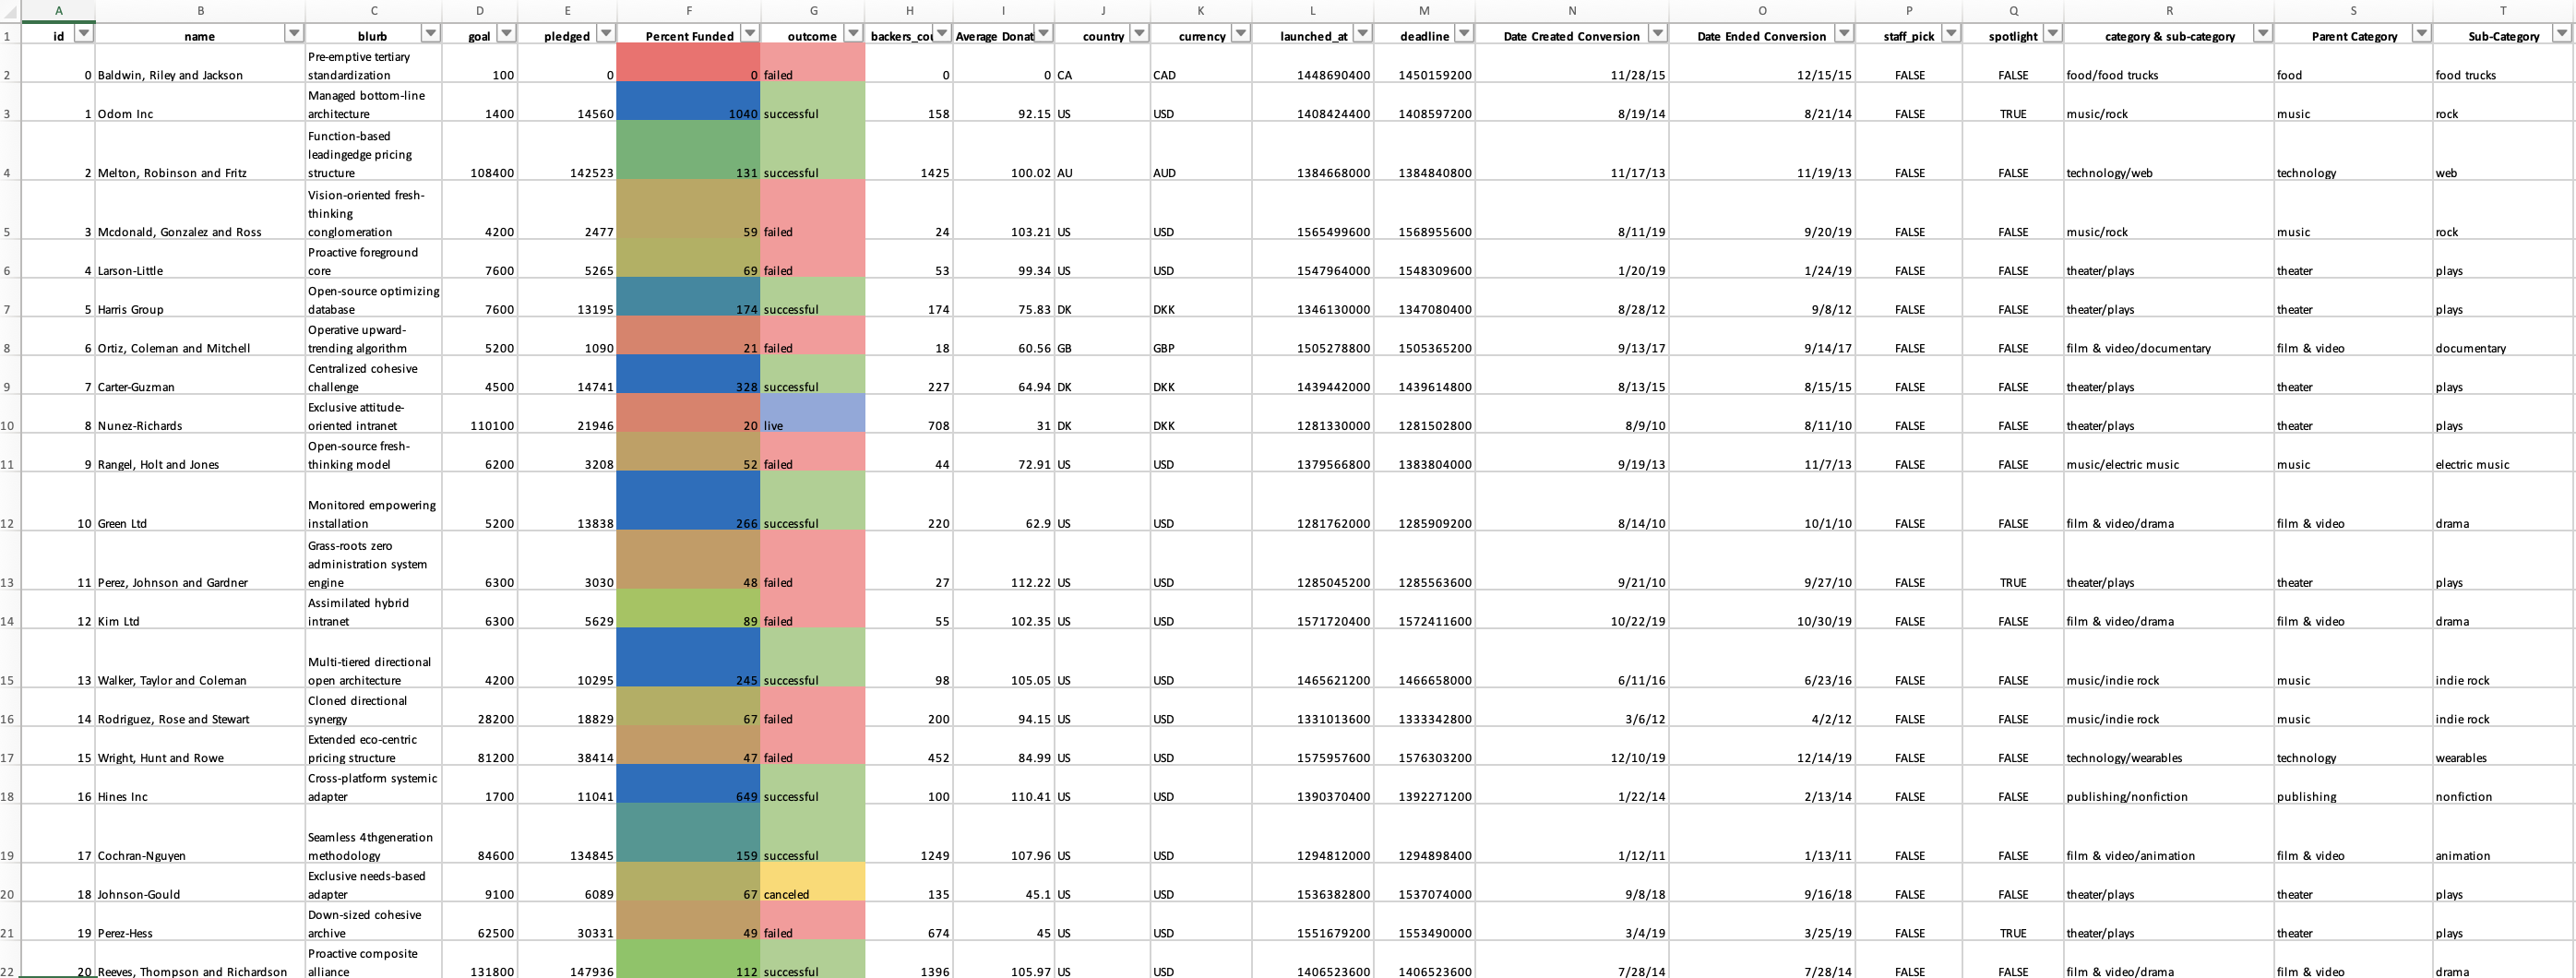 A B C D E F G H I J K L M N O P Q R S T
1 id name blurb goal pledged Percent Funded outcome backers_cou Average Donat country currency launched_at deadline Date Created Conversion Date Ended Conversion staff_pick spotlight category & sub-category Parent Category Sub-Category
Pre-emptive tertiary
2 0 Baldwin, Riley and Jackson standardization 100 0 0 failed 0 0 CA CAD 1448690400 1450159200 11/28/15 12/15/15 FALSE FALSE food/food trucks food food trucks
Managed bottom-line
3 1 Odom Inc architecture 1400 14560 1040 successful 158 92.15 US USD 1408424400 1408597200 8/19/14 8/21/14 FALSE TRUE music/rock music rock
Function-based
leadingedge pricing
4 2 Melton, Robinson and Fritz structure 108400 142523 131 successful 1425 100.02 AU AUD 1384668000 1384840800 11/17/13 11/19/13 FALSE FALSE technology/web technology web
Vision-oriented fresh-
thinking
5 3 Mcdonald, Gonzalez and Ross conglomeration 4200 2477 59 failed 24 103.21 US USD 1565499600 1568955600 8/11/19 9/20/19 FALSE FALSE music/rock music rock
Proactive foreground
6 4 Larson-Little core 7600 5265 69 failed 53 99.34 US USD 1547964000 1548309600 1/20/19 1/24/19 FALSE FALSE theater/plays theater plays
Open-source optimizing
7 5 Harris Group database 7600 13195 174 successful 174 75.83 DK DKK 1346130000 1347080400 8/28/12 9/8/12 FALSE FALSE theater/plays theater plays
Operative upward-
8 6 Ortiz, Coleman and Mitchell trending algorithm 5200 1090 21 failed 18 60.56 GB GBP 1505278800 1505365200 9/13/17 9/14/17 FALSE FALSE film & video/documentary film & video documentary
Centralized cohesive
9 7 Carter-Guzman challenge 4500 14741 328 successful 227 64.94 DK DKK 1439442000 1439614800 8/13/15 8/15/15 FALSE FALSE theater/plays theater plays
Exclusive attitude-
10 8 Nunez-Richards oriented intranet 110100 21946 20 live 708 31 DK DKK 1281330000 1281502800 8/9/10 8/11/10 FALSE FALSE theater/plays theater plays
Open-source fresh-
11 9 Rangel, Holt and Jones thinking model 6200 3208 52 failed 44 72.91 US USD 1379566800 1383804000 9/19/13 11/7/13 FALSE FALSE music/electric music music electric music
Monitored empowering
12 10 Green Ltd installation 5200 13838 266 successful 220 62.9 US USD 1281762000 1285909200 8/14/10 10/1/10 FALSE FALSE film & video/drama film & video drama
Grass-roots zero
administration system
13 11 Perez, Johnson and Gardner engine 6300 3030 48 failed 27 112.22 US USD 1285045200 1285563600 9/21/10 9/27/10 FALSE TRUE theater/plays theater plays
Assimilated hybrid
14 12 Kim Ltd intranet 6300 5629 89 failed 55 102.35 US USD 1571720400 1572411600 10/22/19 10/30/19 FALSE FALSE film & video/drama film & video drama
Multi-tiered directional
15 13 Walker, Taylor and Coleman open architecture 4200 10295 245 successful 98 105.05 US USD 1465621200 1466658000 6/11/16 6/23/16 FALSE FALSE music/indie rock music indie rock
Cloned directional
16 14 Rodriguez, Rose and Stewart synergy 28200 18829 67 failed 200 94.15 US USD 1331013600 1333342800 3/6/12 4/2/12 FALSE FALSE music/indie rock music indie rock
Extended eco-centric
17 15 Wright, Hunt and Rowe pricing structure 81200 38414 47 failed 452 84.99 US USD 1575957600 1576303200 12/10/19 12/14/19 FALSE FALSE technology/wearables technology wearables
Cross-platform systemic
18 16 Hines Inc adapter 1700 11041 649 successful 100 110.41 US USD 1390370400 1392271200 1/22/14 2/13/14 FALSE FALSE publishing/nonfiction publishing nonfiction
Seamless 4thgeneration
19 17 Cochran-Nguyen methodology 84600 134845 159 successful 1249 107.96 US USD 1294812000 1294898400 1/12/11 1/13/11 FALSE FALSE film & video/animation film & video animation
Exclusive needs-based
20 18 Johnson-Gould adapter 9100 6089 67 canceled 135 45.1 US USD 1536382800 1537074000 9/8/18 9/16/18 FALSE FALSE theater/plays theater plays
Down-sized cohesive
21 19 Perez-Hess archive 62500 30331 49 failed 674 45 US USD 1551679200 1553490000 3/4/19 3/25/19 FALSE TRUE theater/plays theater plays
Proactive composite
22 20 Reeves, Thompson and Richardson alliance 131800 147936 112 successful 1396 105.97 US USD 1406523600 1406523600 7/28/14 7/28/14 FALSE FALSE film & video/drama film & video drama